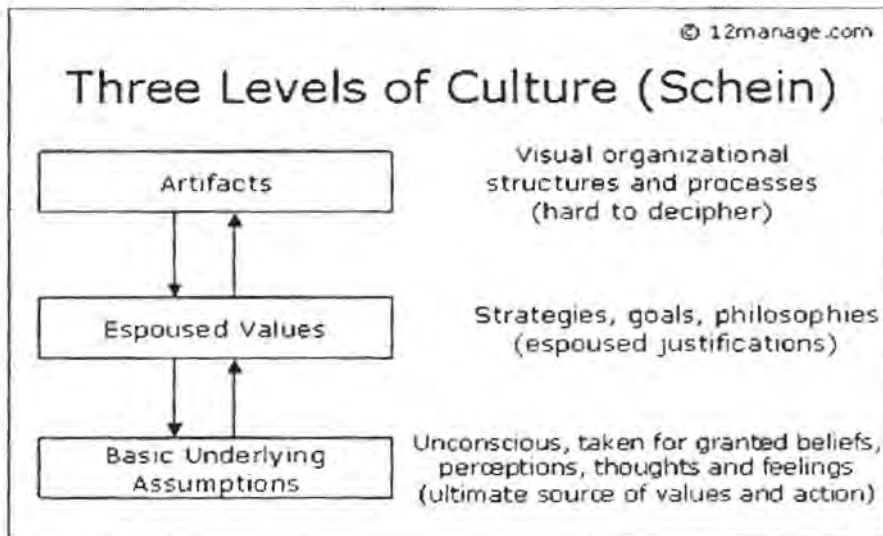 © 12manage.com
Three Levels of Culture (Schein)
Artifacts
Visual organizational
structures and processes
(hard to decipher)
Espoused Values
Strategies, goals, philosophies
(espoused justifications)
Basic Underlying
Assumptions
Unconscious, taken for granted beliefs,
perceptions, thoughts and feelings
(ultimate source of values and action)